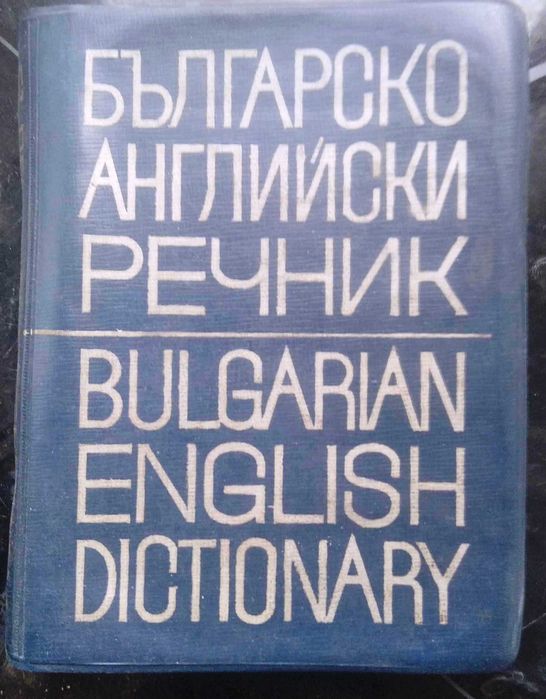 БЪЛГАРСКО
АНГЛИЙСКИ
РЕЧНИК
BULGARIAN
ENGLISH
DICTIONARY